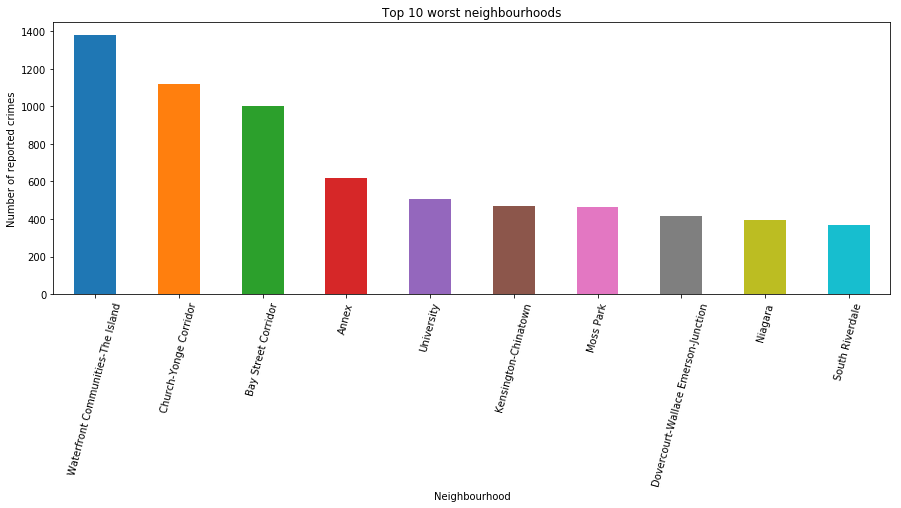 Top 10 worst neighbourhoods
Number of reported crimes
1400
1200
1000
800
600
400
200
0
Waterfront Communities-The Island
Church-Yonge Corridor
Bay Street Corridor
Annex
University
Kensington-Chinatown
Moss Park
Dovercourt-Wallace Emerson-Junction
Niagara
South Riverdale
Neighbourhood